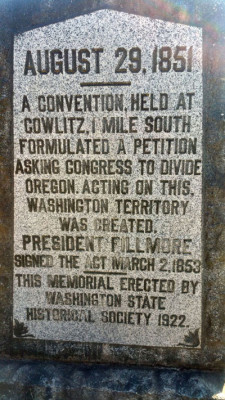 AUGUST 29, 1851
A CONVENTION, HELD AT
COWLITZ, 1 MILE SOUTH
FORMULATED A PETITION,
ASKING CONGRESS TO DIVIDE
OREGON. ACTING ON THIS,
WASHINGTON TERRITORY
WAS CREATED.
PRESIDENT FILLMORE
SIGNED THE ACT MARCH 2, 1853
THIS MEMORIAL ERECTED BY
WASHINGTON STATE
HISTORICAL SOCIETY 1922.